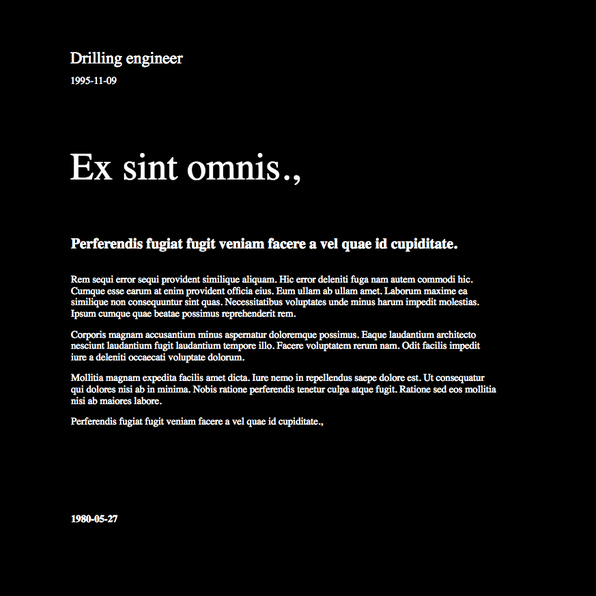 Drilling engineer
1995-11-09
Ex sint omnis.,
Perferendis fugiat fugit veniam facere a vel quae id cupiditate.
Rem sequi error sequi provident similique aliquam. Hic error deleniti fuga nam autem commodi hic.
Cumque esse earum at enim provident officia eius. Eum ullam ab ullam amet. Laborum maxime ea
similique non consequuntur sint quas. Necessitatibus voluptates unde minus harum impedit molestias.
Ipsum cumque quae beatae possimus reprehenderit rem.
Corporis magnam accusantium minus aspernatur doloremque possimus. Eaque laudantium architecto
nesciunt laudantium fugit laudantium tempore illo. Facere voluptatem rerum nam. Odit facilis impedit
iure a deleniti occaecati voluptate dolorum.
Mollitia magnam expedita facilis amet dicta. Iure nemo in repellendus saepe dolore est. Ut consequatur
qui dolores nisi ab in minima. Nobis ratione perferendis tenetur culpa atque fugit. Ratione sed eos mollitia
nisi ab maiores labore.
Perferendis fugiat fugit veniam facere a vel quae id cupiditate.,
1980-05-27